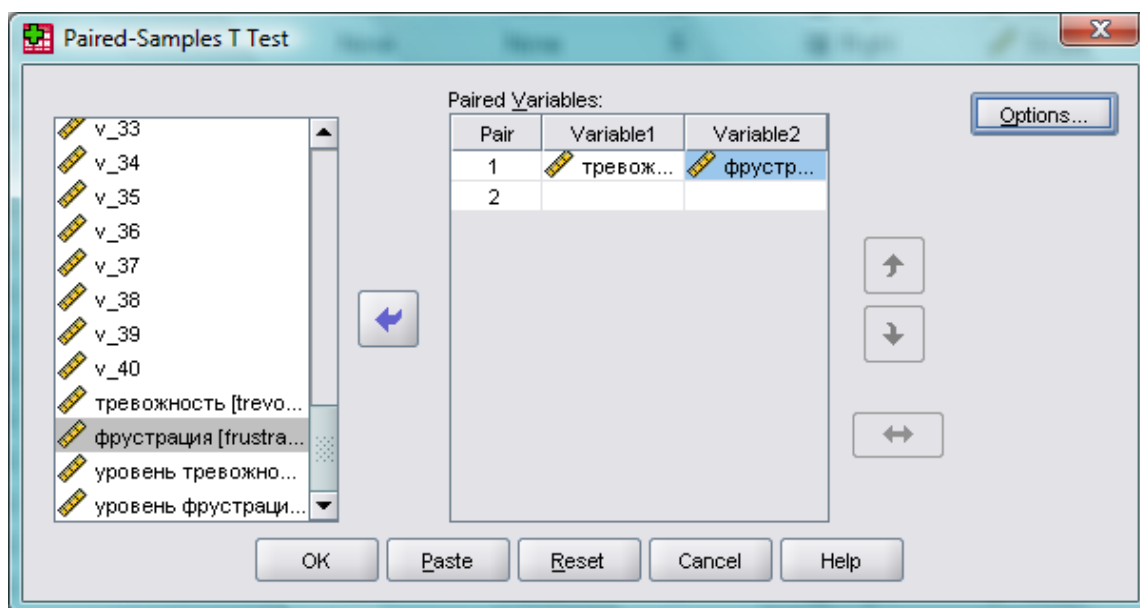 Paired-Samples T Test
v_33
v_34
v_35
v_36
v_37
v_38
v_39
v_40
тревожность [trevo...
фрустрация [frustra...
уровень тревожно...
уровень фрустраци...
Paired Variables:
Pair Variable1 Variable2
1 тревож... фрустр...
2
Options...
OK Paste Reset Cancel Help